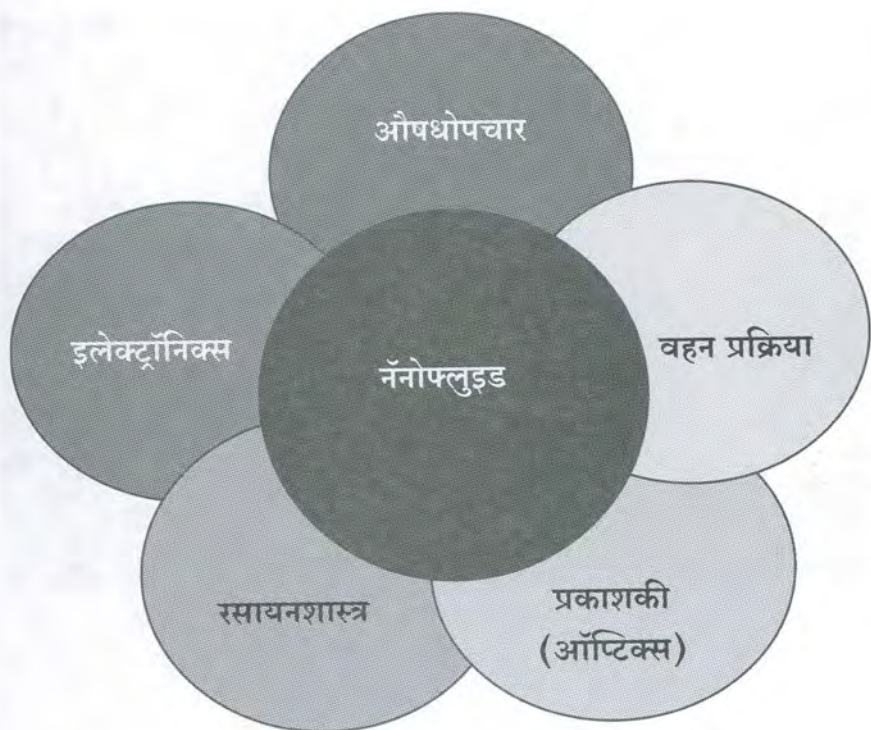 औषधोपचार
इलेक्ट्रॉनिक्स
नॅनोफ्लुइड
वहन प्रक्रिया
रसायनशास्त्र
प्रकाशकी
(ऑप्टिक्स)